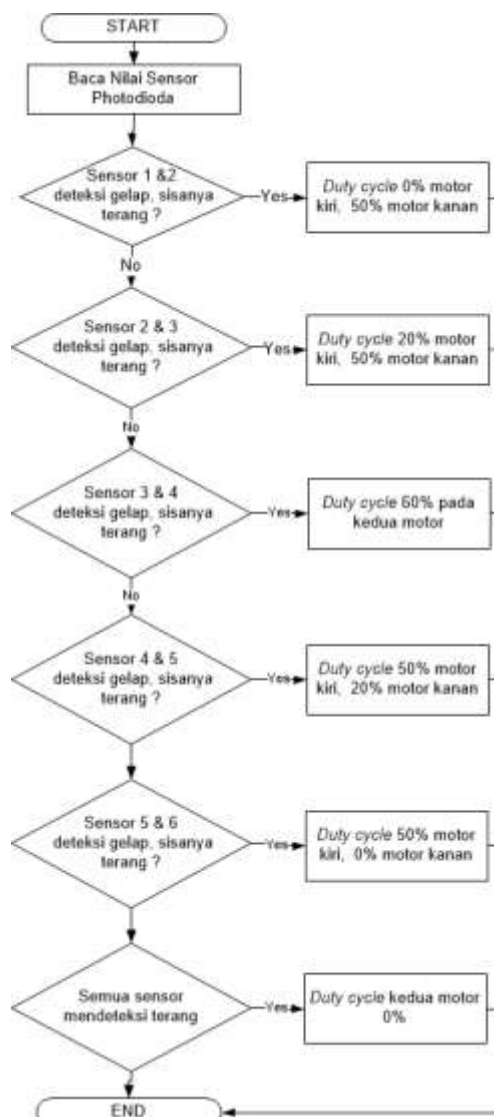 START
Baca Nilai Sensor
Photodioda
Sensor 1 &2
deteksi gelap, sisanya
terang ?
Yes
Duty cycle 0% motor
kiri, 50% motor kanan
No
Sensor 2 & 3
deteksi gelap, sisanya
terang ?
Yes
Duty cycle 20% motor
kiri, 50% motor kanan
No
Sensor 3 & 4
deteksi gelap, sisanya
terang ?
Yes
Duty cycle 60% pada
kedua motor
No
Sensor 4 & 5
deteksi gelap, sisanya
terang ?
Yes
Duty cycle 50% motor
kiri, 20% motor kanan
Sensor 5 & 6
deteksi gelap, sisanya
terang ?
Yes
Duty cycle 50% motor
kiri, 0% motor kanan
Semua sensor
mendeteksi terang
Yes
Duty cycle kedua motor
0%
END